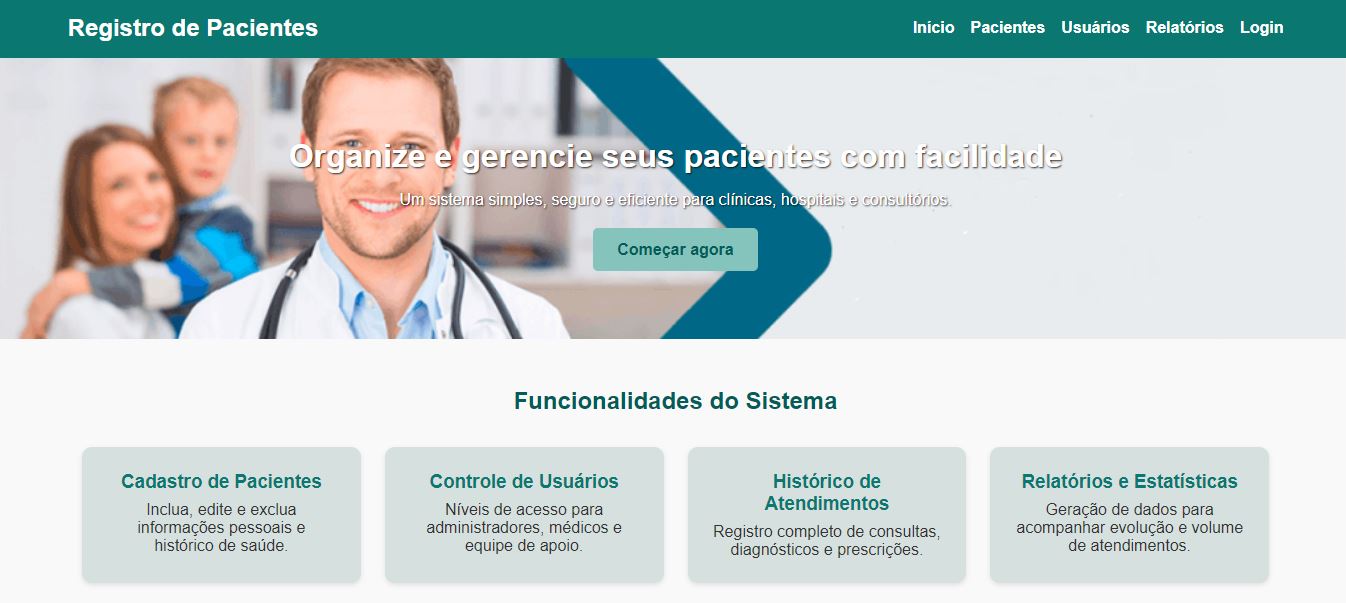 Registro de Pacientes
Início Pacientes Usuários Relatórios Login
Organize e gerencie seus pacientes com facilidade
Um sistema simples, seguro e eficiente para clínicas, hospitais e consultórios.
Começar agora
Funcionalidades do Sistema
Cadastro de Pacientes
Inclua, edite e exclua
informações pessoais e
histórico de saúde.
Controle de Usuários
Níveis de acesso para
administradores, médicos e
equipe de apoio.
Histórico de
Atendimentos
Registro completo de consultas,
diagnósticos e prescrições.
Relatórios e Estatísticas
Geração de dados para
acompanhar evolução e volume
de atendimentos.